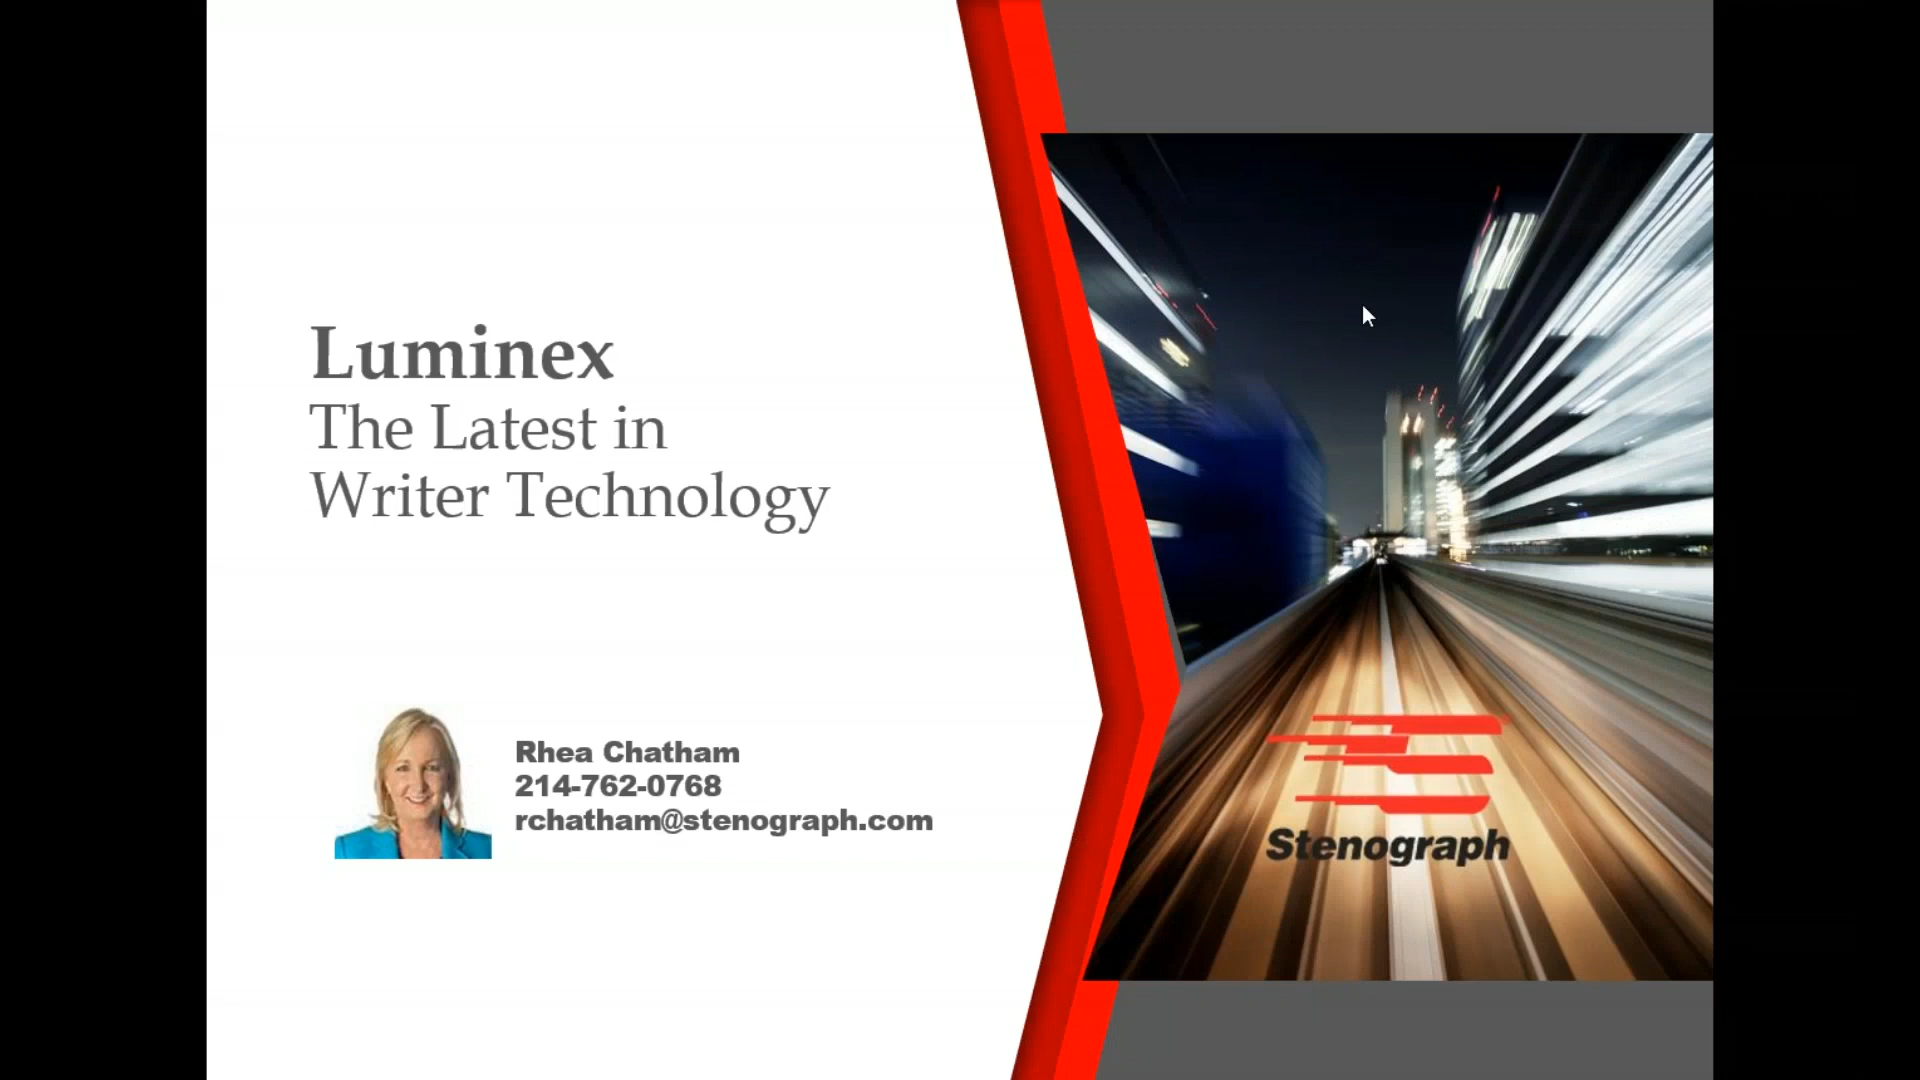 Luminex
The Latest in
Writer Technology
Rhea Chatham
214-762-0768
rchatham@stenograph.com
Stenograph